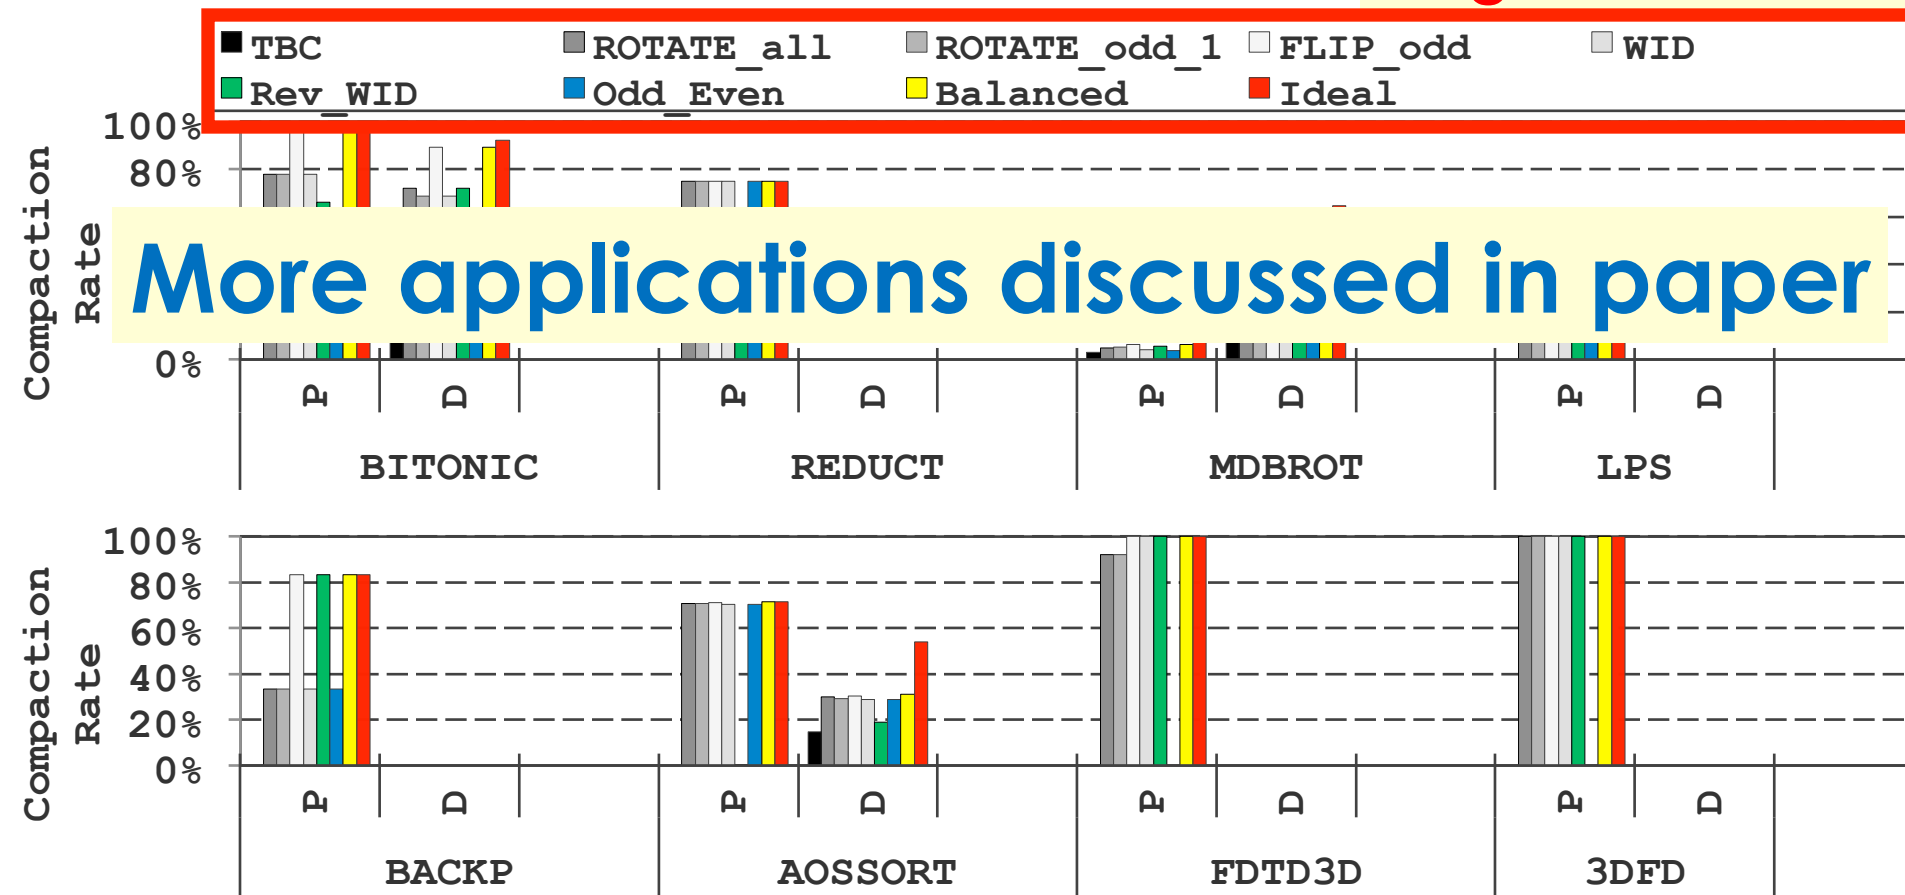 TBC ROTATE_all ROTATE_odd_1 FLIP_odd WID
Rev_WID Odd_Even Balanced Ideal
100%
80%
0%
Compaction
Rate
More applications discussed in paper
P D P D P D P D
BITONIC REDUCT MDBROT LPS
100%
80%
60%
40%
20%
0%
Compaction
Rate
P D P D P D P D
BACKP AOSSORT FDTD3D 3DFD